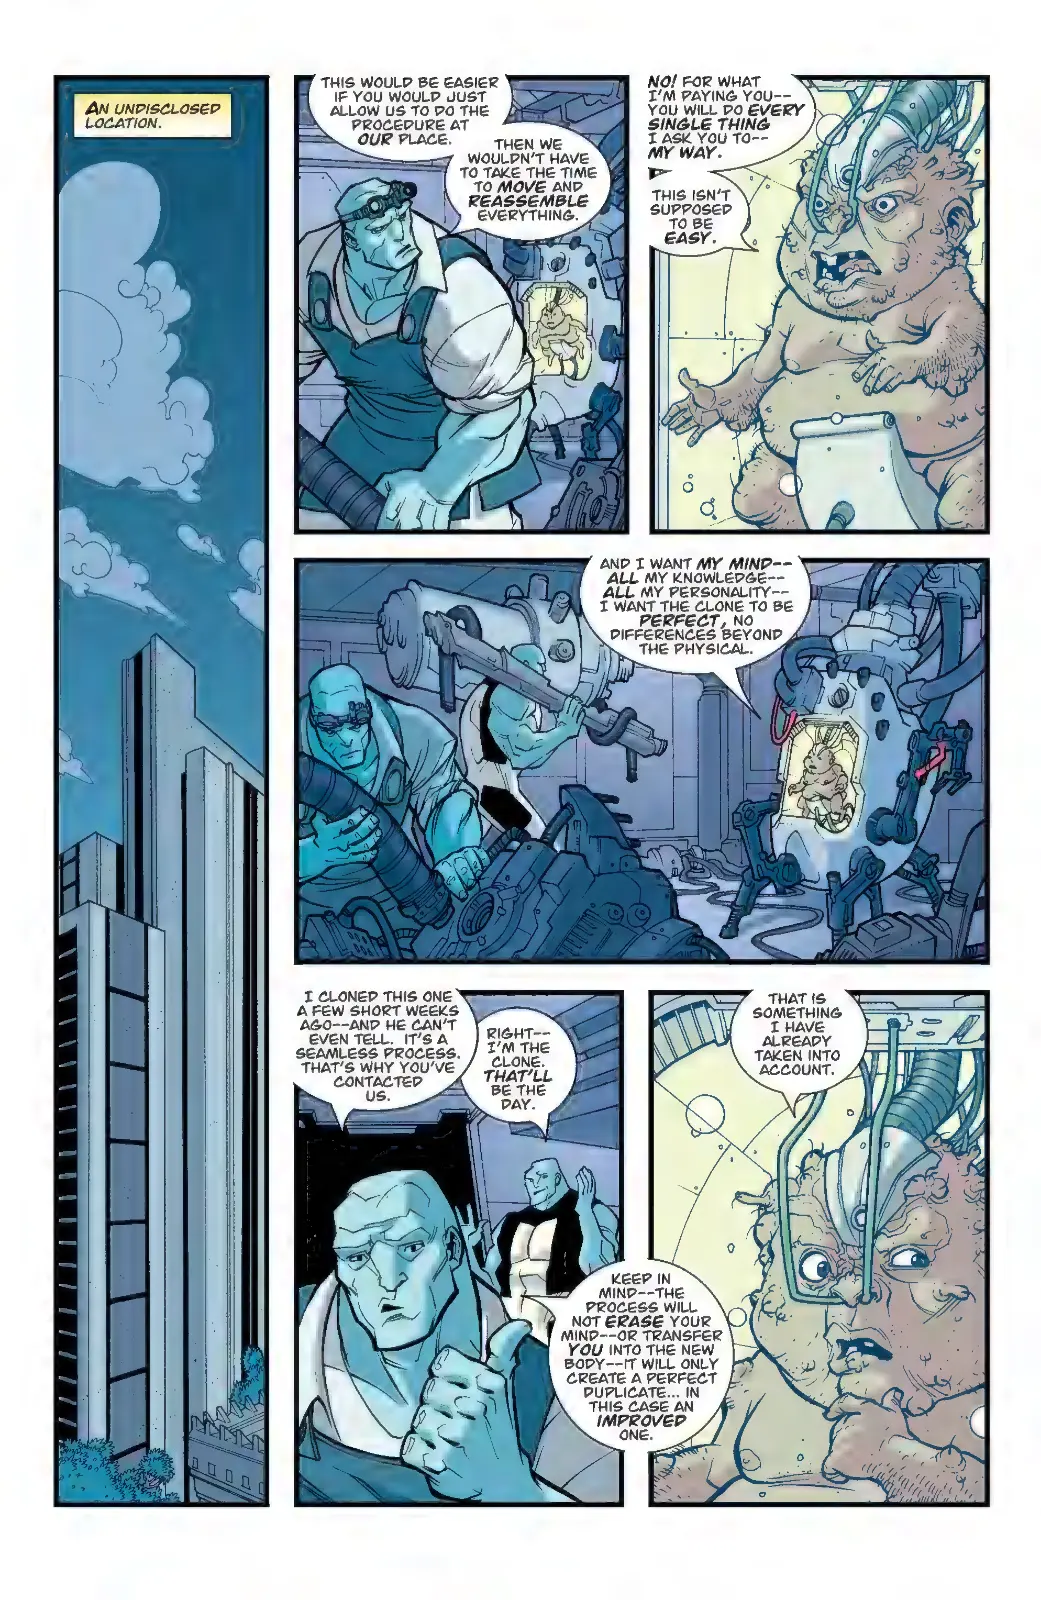 AN UNDISCLOSED
LOCATION.
THIS WOULD BE EASIER
IF YOU WOULD JUST
ALLOW US TO DO THE
PROCEDURE AT
OUR PLACE.
THEN WE
WOULDN'T HAVE
TO TAKE THE TIME
TO MOVE AND
REASSEMBLE
EVERYTHING.
NO! FOR WHAT
I'M PAYING YOU--
YOU WILL DO EVERY
SINGLE THING
I ASK YOU TO--
MY WAY.
THIS ISN'T
SUPPOSED
TO BE
EASY.
AND I WANT MY MIND--
ALL MY KNOWLEDGE--
ALL MY PERSONALITY--
I WANT THE CLONE TO BE
PERFECT, NO
DIFFERENCES BEYOND
THE PHYSICAL.
I CLONED THIS ONE
A FEW SHORT WEEKS
AGO--AND HE CAN'T
EVEN TELL. IT'S A
SEAMLESS PROCESS.
THAT'S WHY YOU'VE
CONTACTED
US.
RIGHT--
I'M THE
CLONE.
THAT'LL
BE THE
DAY.
KEEP IN
MIND--THE
PROCESS WILL
NOT ERASE YOUR
MIND--OR TRANSFER
YOU INTO THE NEW
BODY--IT WILL ONLY
CREATE A PERFECT
DUPLICATE... IN
THIS CASE AN
IMPROVED
ONE.
THAT IS
SOMETHING
I HAVE
ALREADY
TAKEN INTO
ACCOUNT.